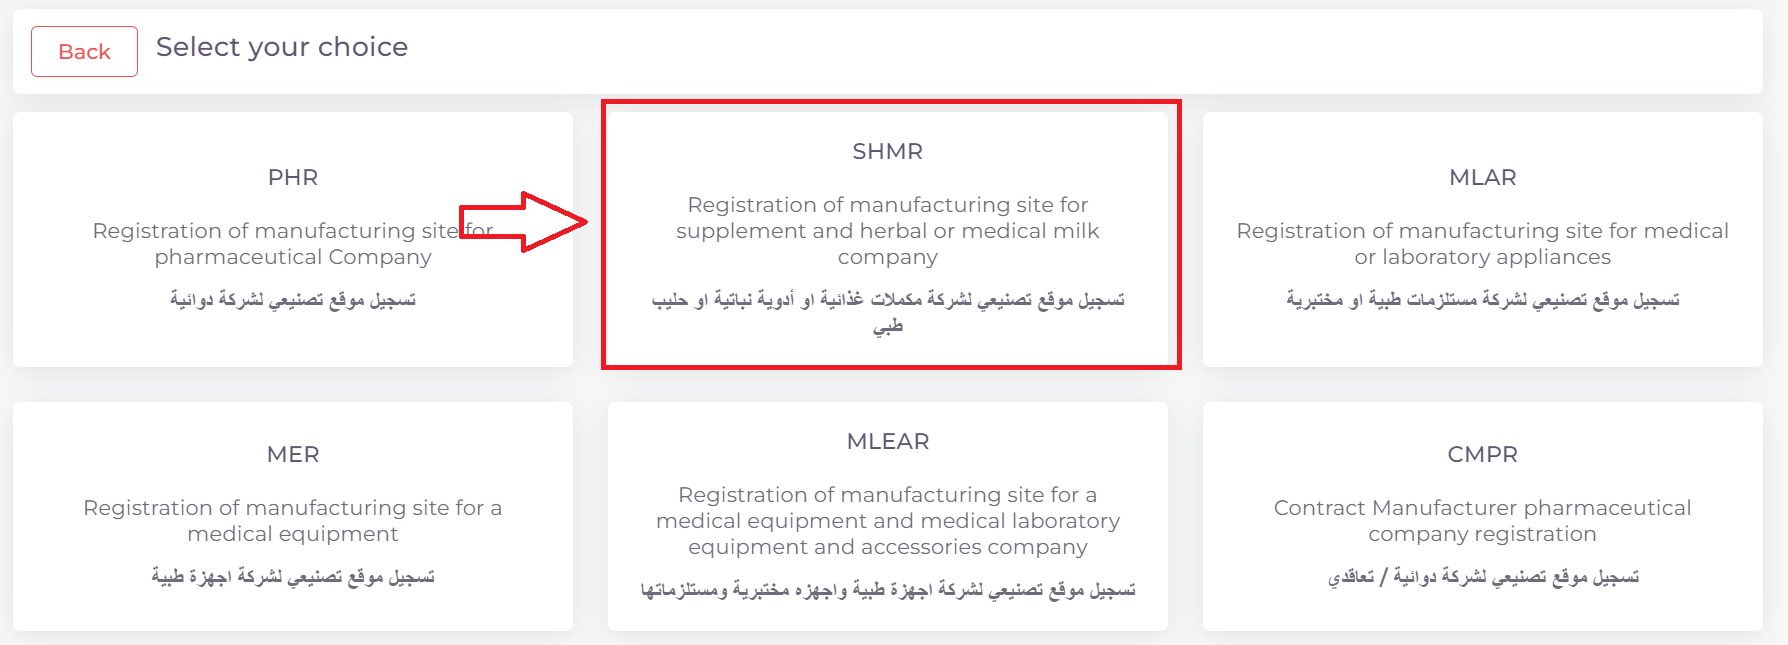 Back
Select your choice
PHR
Registration of manufacturing site for
pharmaceutical Company
تسجيل موقع تصنيعي لشركة دوائية
SHMR
Registration of manufacturing site for
supplement and herbal or medical milk
company
تسجيل موقع تصنيعي لشركة مكملات غذائية او أدوية نباتية او حليب
طبي
MLAR
Registration of manufacturing site for medical
or laboratory appliances
تسجيل موقع تصنيعي لشركة مستلزمات طبية او مختبرية
MER
Registration of manufacturing site for a
medical equipment
تسجيل موقع تصنيعي لشركة اجهزة طبية
MLEAR
Registration of manufacturing site for a
medical equipment and medical laboratory
equipment and accessories company
تسجيل موقع تصنيعي لشركة اجهزة طبية واجهزه مختبرية ومستلزماتها
CMPR
Contract Manufacturer pharmaceutical
company registration
تسجيل موقع تصنيعي لشركة دوائية / تعاقدي